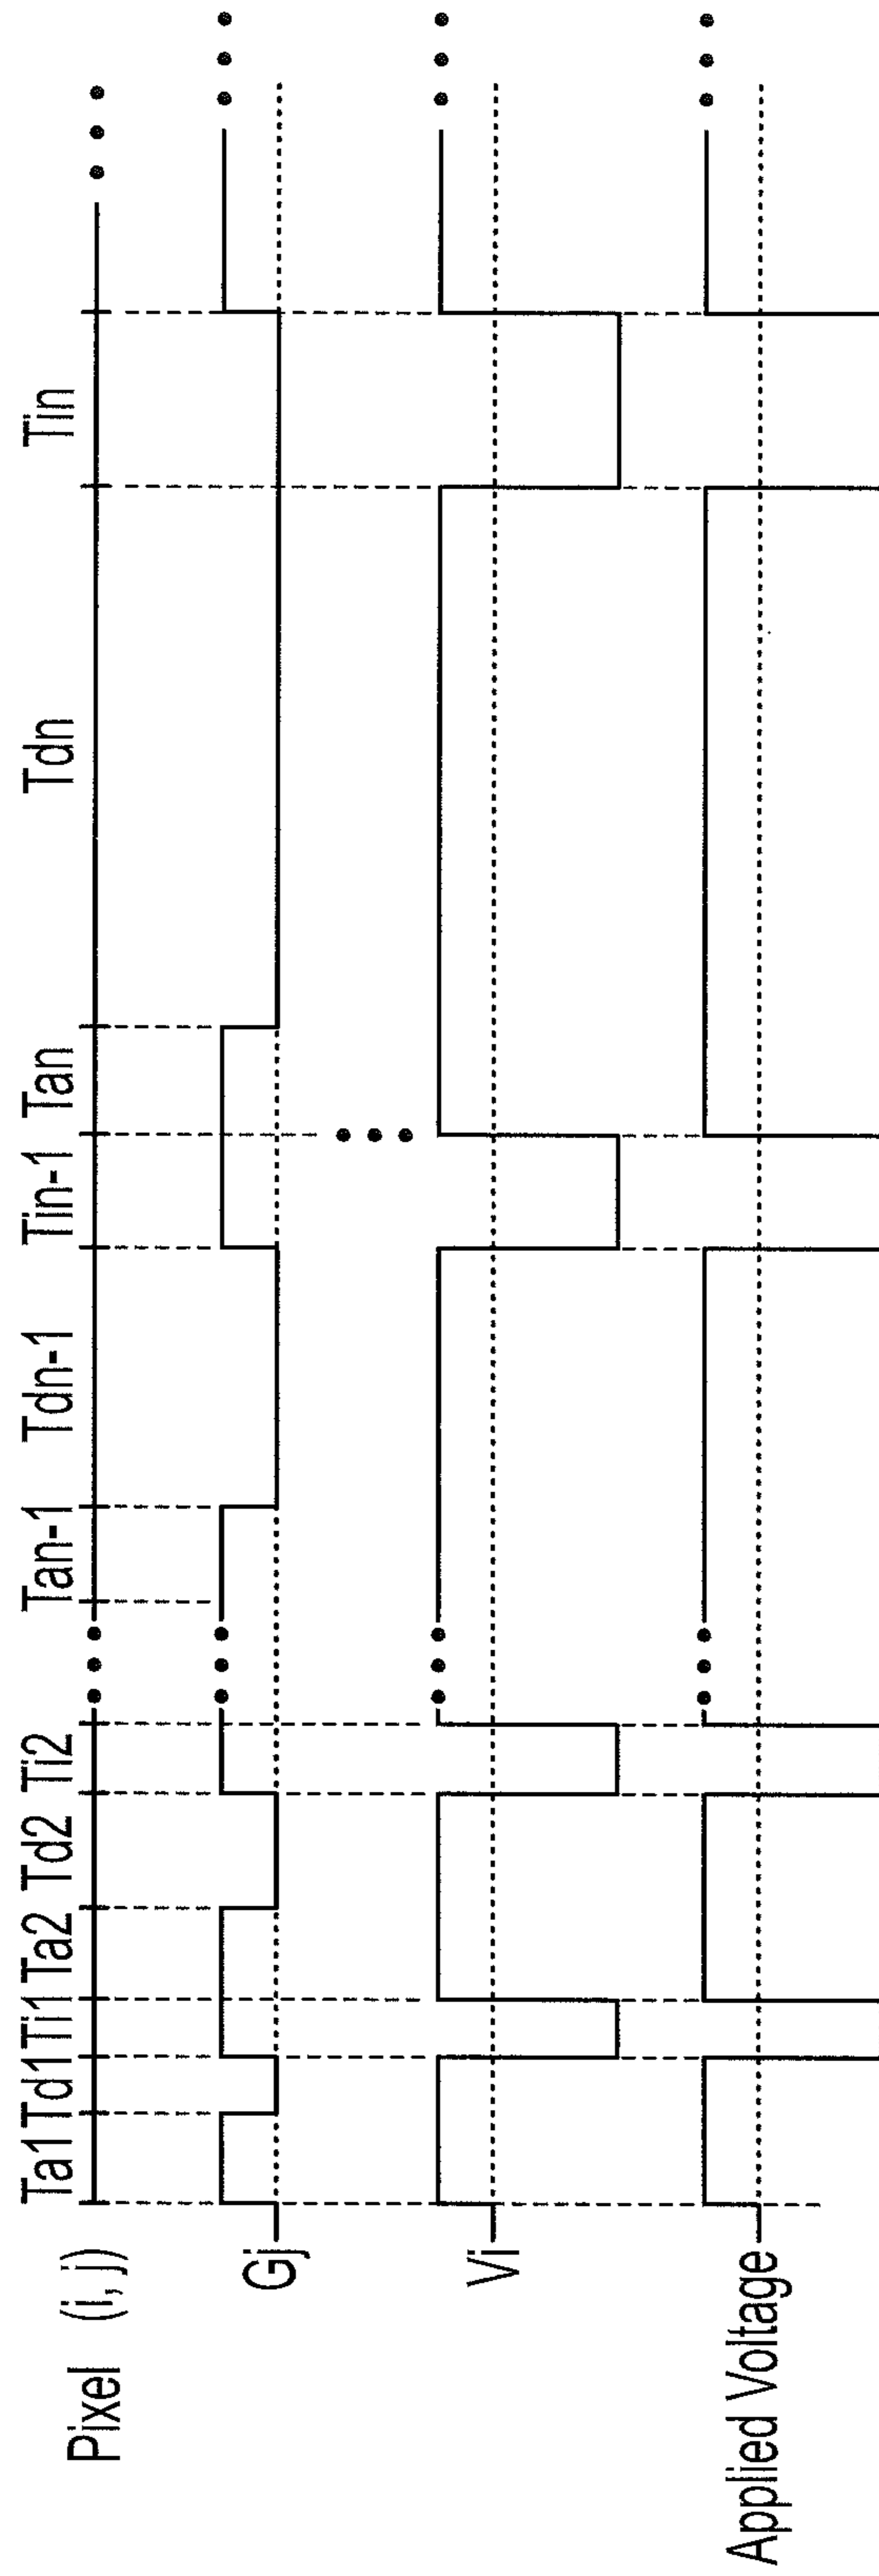 Ta1 Td1 Ti1 Ta2 Td2 Ti2 Tan-1 Tdn-1 Tin-1 Tan Tdn Tin
Pixel (i, j)
Gj
Vi
Applied Voltage